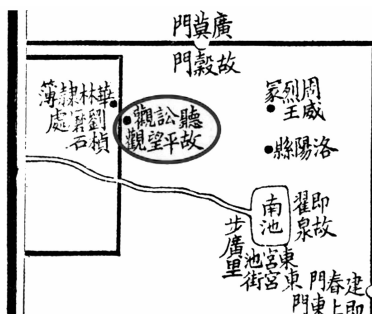 廣莫門
故穀門
周威烈王冢
洛陽縣
聽訟觀
故平望觀
華林隸簿
劉楨磨石處
即故翟泉
南池
步廣里
東宮池
東宮街
建春門
即上東門